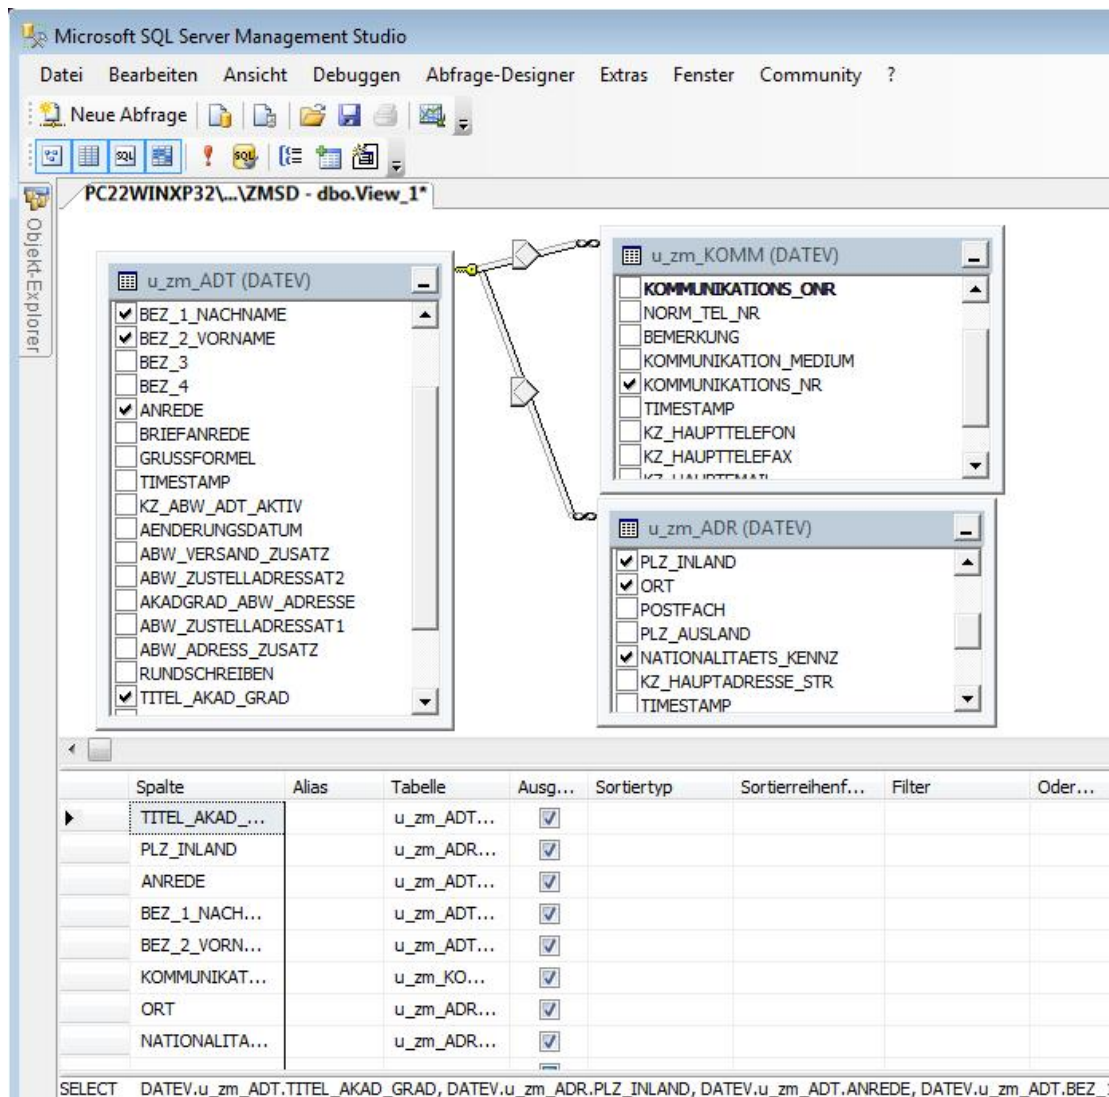 Microsoft SQL Server Management Studio
Datei Bearbeiten Ansicht Debuggen Abfrage-Designer Extras Fenster Community ?
Neue Abfrage
SQL SQL
PC22WINXP32\...\ZMSD - dbo.View_1*
Objekt-Explorer
u_zm_ADT (DATEV)
BEZ_1_NACHNAME
BEZ_2_VORNAME
BEZ_3
BEZ_4
ANREDE
BRIEFANREDE
GRUSSFORMEL
TIMESTAMP
KZ_ABW_ADT_AKTIV
AENDERUNGSDATUM
ABW_VERSAND_ZUSATZ
ABW_ZUSTELLADRESSAT2
AKADGRAD_ABW_ADRESSE
ABW_ZUSTELLADRESSAT1
ABW_ADRESS_ZUSATZ
RUNDSCHREIBEN
TITEL_AKAD_GRAD
u_zm_KOMM (DATEV)
KOMMUNIKATIONS_ONR
NORM_TEL_NR
BEMERKUNG
KOMMUNIKATION_MEDIUM
KOMMUNIKATIONS_NR
TIMESTAMP
KZ_HAUPTTELEFON
KZ_HAUPTTELEFAX
KZ_HAUPTEMAIL
u_zm_ADR (DATEV)
PLZ_INLAND
ORT
POSTFACH
PLZ_AUSLAND
NATIONALITAETS_KENNZ
KZ_HAUPTADRESSE_STR
TIMESTAMP
Spalte Alias Tabelle Ausg... Sortiertyp Sortierreihenf... Filter Oder...
TITEL_AKAD_... u_zm_ADT...
PLZ_INLAND u_zm_ADR...
ANREDE u_zm_ADT...
BEZ_1_NACH... u_zm_ADT...
BEZ_2_VORN... u_zm_ADT...
KOMMUNIKAT... u_zm_KO...
ORT u_zm_ADR...
NATIONALITA... u_zm_ADR...
SELECT DATEV.u_zm_ADT.TITEL_AKAD_GRAD, DATEV.u_zm_ADR.PLZ_INLAND, DATEV.u_zm_ADT.ANREDE, DATEV.u_zm_ADT.BEZ_1